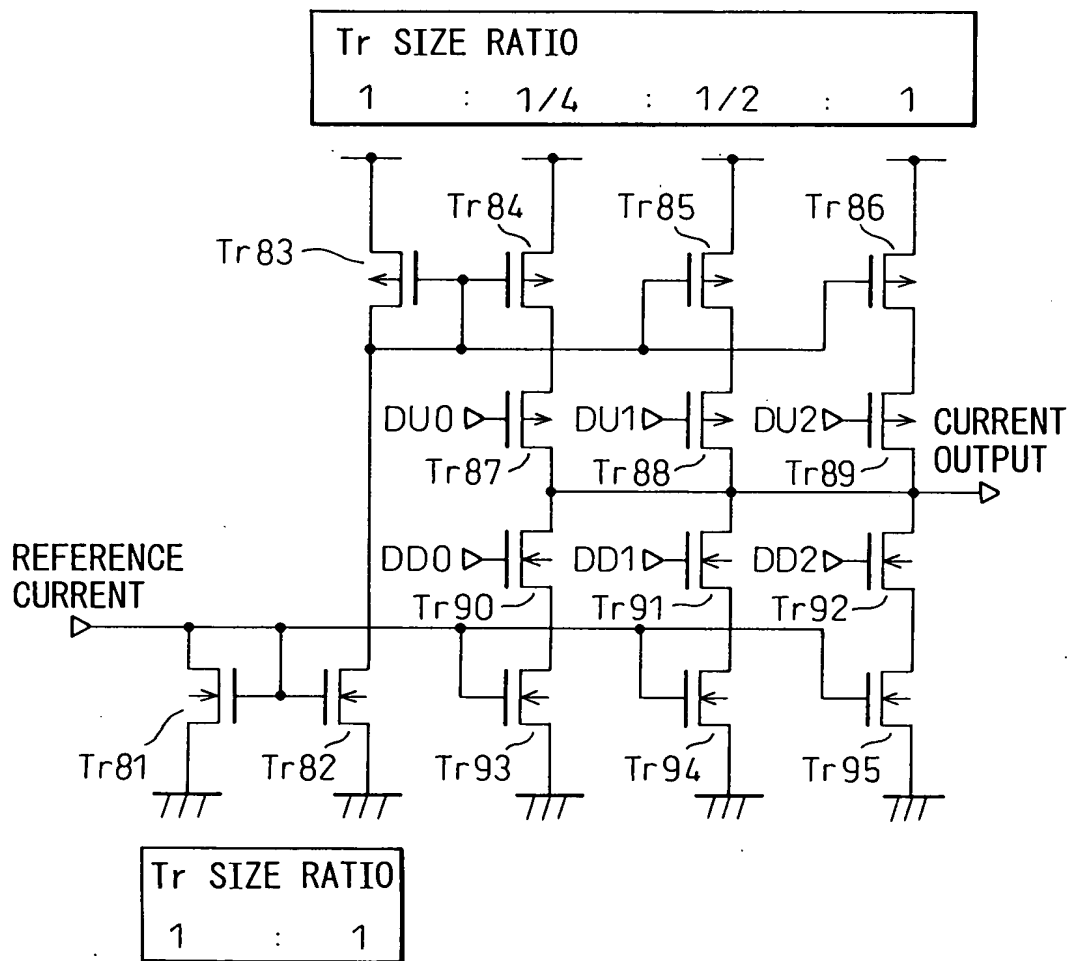 Tr SIZE RATIO
1 : 1/4 : 1/2 : 1
Tr84
Tr85
Tr86
Tr83
DU0
DU1
DU2
CURRENT
OUTPUT
Tr87
Tr88
Tr89
REFERENCE
CURRENT
DD0
DD1
DD2
Tr90
Tr91
Tr92
Tr81
Tr82
Tr93
Tr94
Tr95
Tr SIZE RATIO
1 : 1